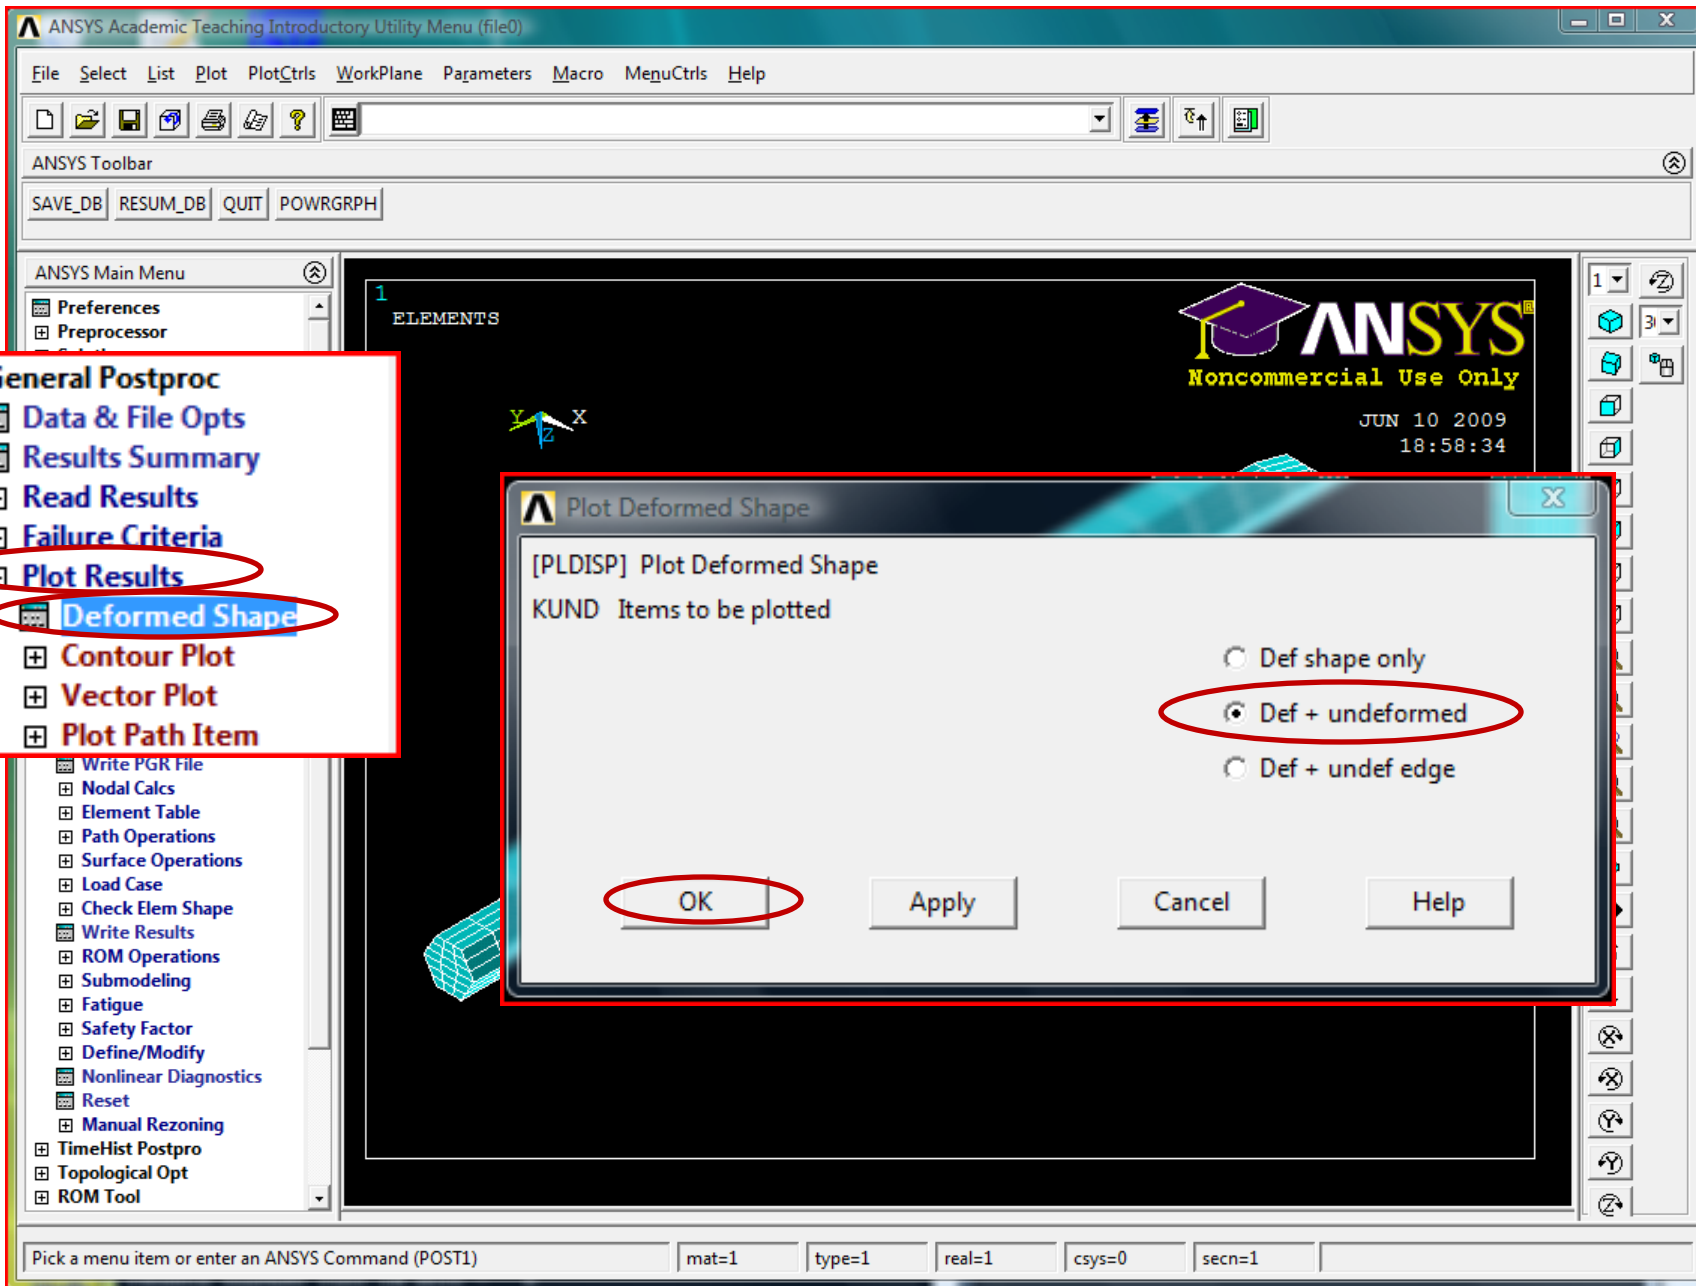 ANSYS Academic Teaching Introductory Utility Menu (file0)
File Select List Plot PlotCtrls WorkPlane Parameters Macro MenuCtrls Help
ANSYS Toolbar
SAVE_DB RESUM_DB QUIT POWRGRPH
ANSYS Main Menu
Preferences
Preprocessor
General Postproc
Data & File Opts
Results Summary
Read Results
Failure Criteria
Plot Results
Deformed Shape
Contour Plot
Vector Plot
Plot Path Item
Write PGR File
Nodal Calcs
Element Table
Path Operations
Surface Operations
Load Case
Check Elem Shape
Write Results
ROM Operations
Submodeling
Fatigue
Safety Factor
Define/Modify
Nonlinear Diagnostics
Reset
Manual Rezoning
TimeHist Postpro
Topological Opt
ROM Tool
1
ELEMENTS
ANSYS®
Noncommercial Use Only
JUN 10 2009
18:58:34
Y X
Z
1
Plot Deformed Shape
[PLDISP] Plot Deformed Shape
KUND Items to be plotted
Def shape only
Def + undeformed
Def + undef edge
OK Apply Cancel Help
Pick a menu item or enter an ANSYS Command (POST1) mat=1 type=1 real=1 csys=0 secn=1